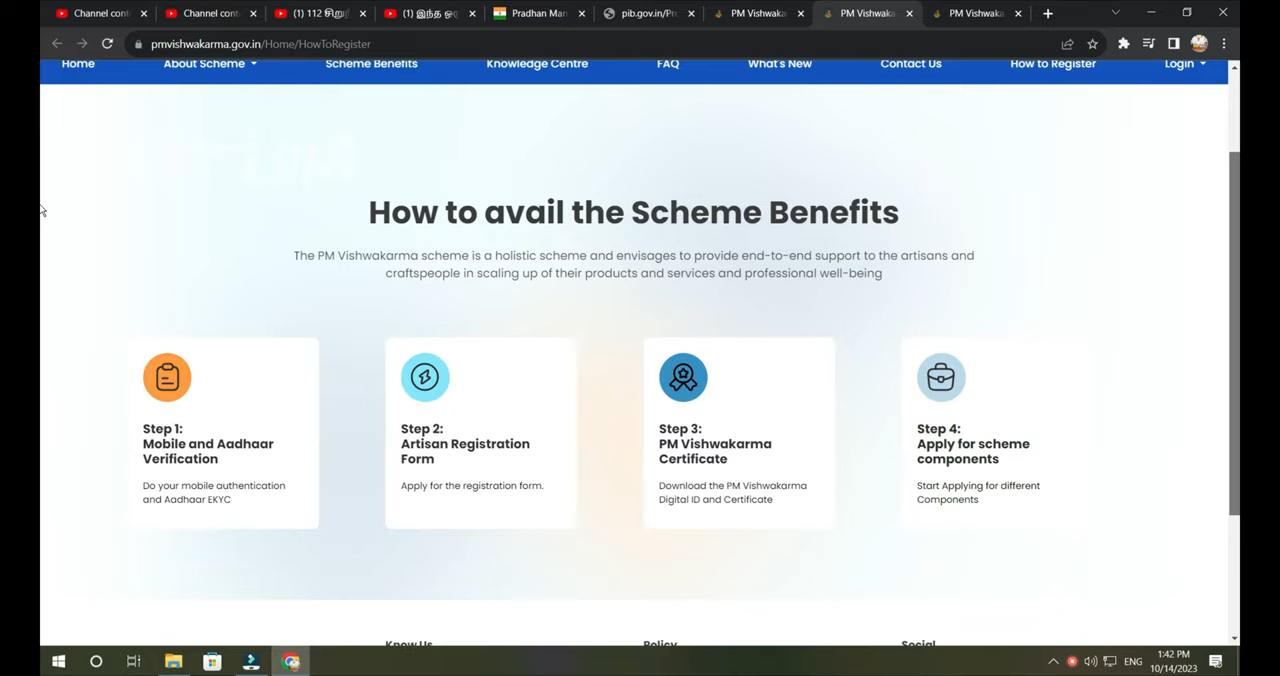 Channel cont
Channel cont
(1) 112 சிறு
(1) இந்த ஒரு
Pradhan Man
pib.gov.in/Pre
PM Vishwaka
PM Vishwaka
PM Vishwaka
pmvishwakarma.gov.in/Home/HowToRegister
Home
About Scheme
Scheme Benefits
Knowledge Centre
FAQ
What's New
Contact Us
How to Register
Login
How to avail the Scheme Benefits
The PM Vishwakarma scheme is a holistic scheme and envisages to provide end-to-end support to the artisans and
craftspeople in scaling up of their products and services and professional well-being
Step 1:
Mobile and Aadhaar
Verification
Do your mobile authentication
and Aadhaar EKYC
Step 2:
Artisan Registration
Form
Apply for the registration form.
Step 3:
PM Vishwakarma
Certificate
Download the PM Vishwakarma
Digital ID and Certificate
Step 4:
Apply for scheme
components
Start Applying for different
Components
Know Us
Policy
Social
ENG
1:42 PM
10/14/2023